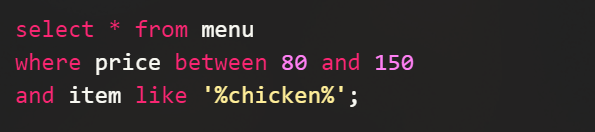 select * from menu
where price between 80 and 150
and item like '%chicken%';